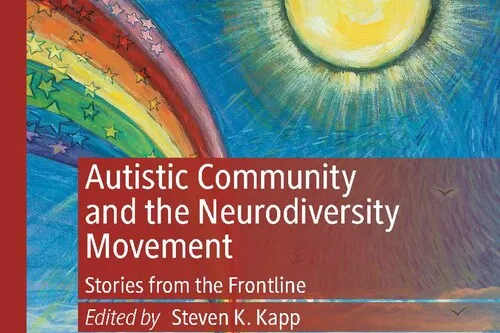 Autistic Community
and the Neurodiversity
Movement
Stories from the Frontline
Edited by Steven K. Kapp